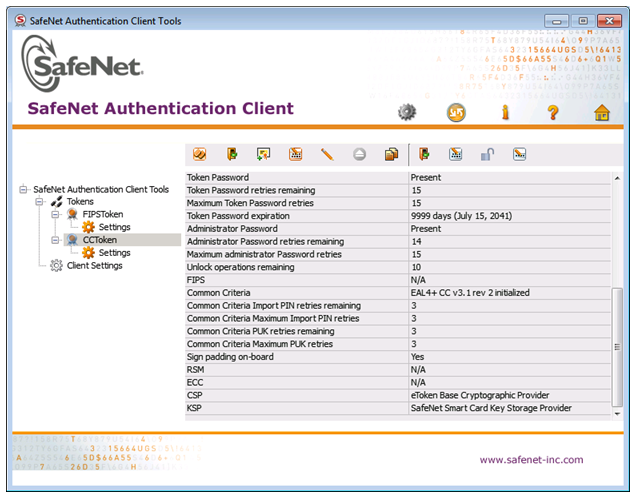 SafeNet Authentication Client Tools
SafeNet.
SafeNet Authentication Client
SafeNet Authentication Client Tools
Tokens
FIPSToken
Settings
CCToken
Settings
Client Settings
Token Password Present
Token Password retries remaining 15
Maximum Token Password retries 15
Token Password expiration 9999 days (July 15, 2041)
Administrator Password Present
Administrator Password retries remaining 14
Maximum administrator Password retries 15
Unlock operations remaining 10
FIPS N/A
Common Criteria EAL4+ CC v3.1 rev 2 initialized
Common Criteria Import PIN retries remaining 3
Common Criteria Maximum Import PIN retries 3
Common Criteria PUK retries remaining 3
Common Criteria Maximum PUK retries 3
Sign padding on-board Yes
RSM N/A
ECC N/A
CSP eToken Base Cryptographic Provider
KSP SafeNet Smart Card Key Storage Provider
www.safenet-inc.com